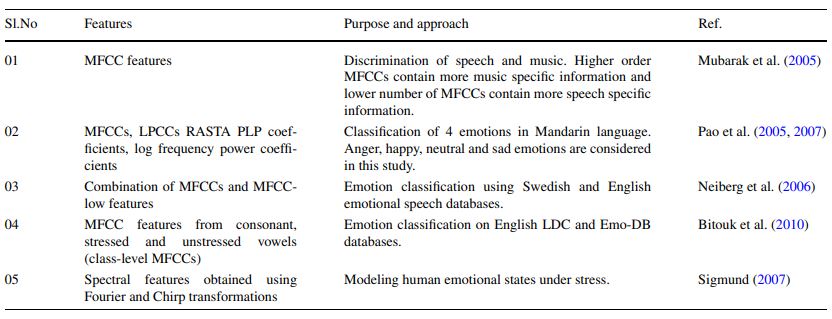 Sl.No Features Purpose and approach Ref.
01 MFCC features Discrimination of speech and music. Higher order Mubarak et al. (2005)
MFCCs contain more music specific information and
lower number of MFCCs contain more speech specific
information.
02 MFCCs, LPCCs RASTA PLP coef- Classification of 4 emotions in Mandarin language. Pao et al. (2005, 2007)
ficients, log frequency power coeffi- Anger, happy, neutral and sad emotions are considered
cients in this study.
03 Combination of MFCCs and MFCC- Emotion classification using Swedish and English Neiberg et al. (2006)
low features emotional speech databases.
04 MFCC features from consonant, Emotion classification on English LDC and Emo-DB Bitouk et al. (2010)
stressed and unstressed vowels databases.
(class-level MFCCs)
05 Spectral features obtained using Modeling human emotional states under stress. Sigmund (2007)
Fourier and Chirp transformations